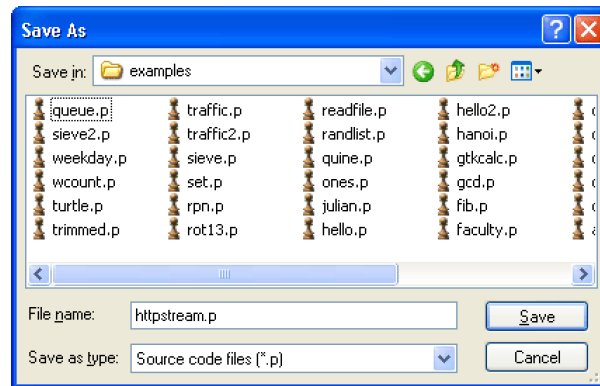 Save As
Save in: examples
queue.p traffic.p readfile.p hello2.p
sieve2.p traffic2.p randlist.p hanoi.p
weekday.p sieve.p quine.p gtkcalc.p
wcount.p set.p ones.p gcd.p
turtle.p rpn.p julian.p fib.p
trimmed.p rot13.p hello.p faculty.p
File name: httpstream.p Save
Save as type: Source code files (*.p) Cancel